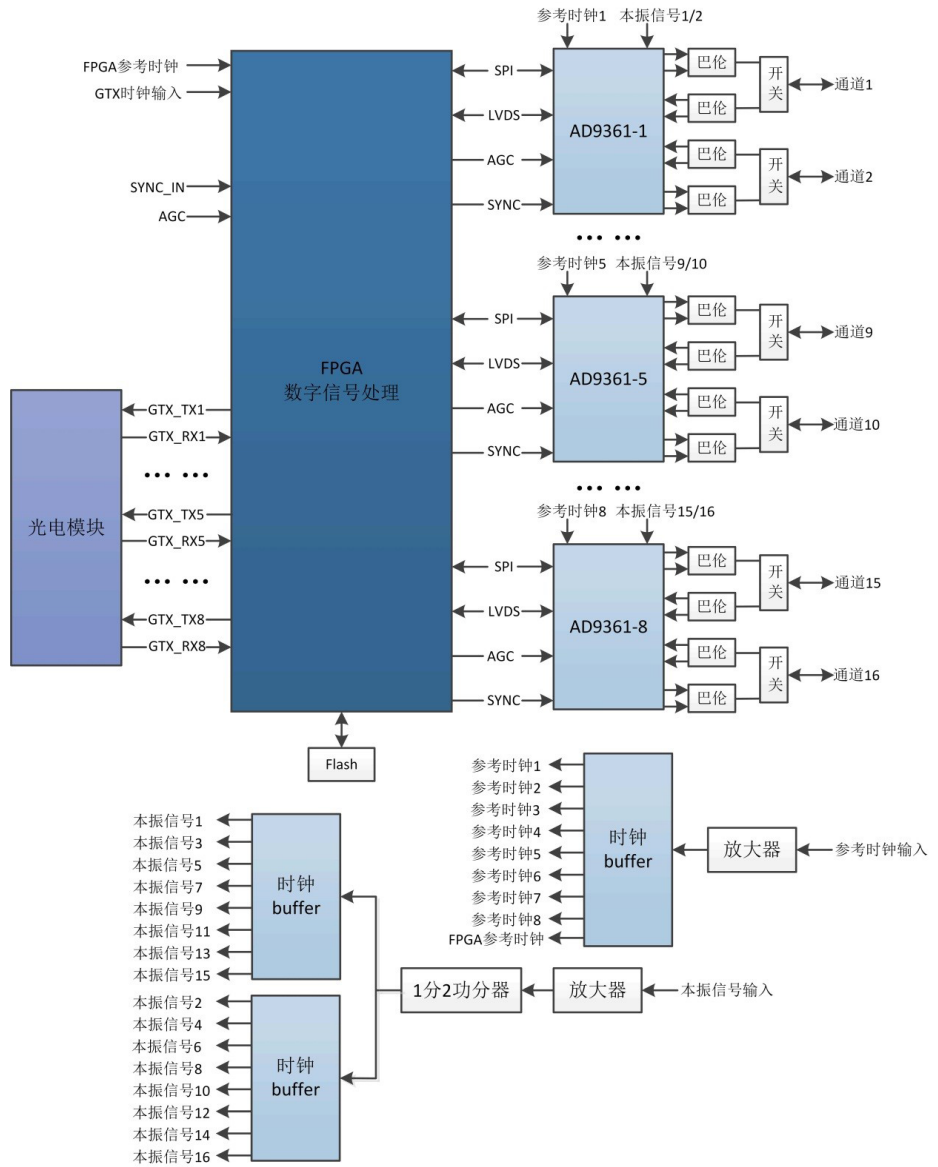 参考时钟1 本振信号1/2
FPGA参考时钟
GTX时钟输入
SYNC_IN
AGC
FPGA
数字信号处理
SPI
LVDS
AGC
SYNC
AD9361-1
巴伦
巴伦
巴伦
巴伦
开关
开关
通道1
通道2
... ...
参考时钟5 本振信号9/10
SPI
LVDS
AGC
SYNC
AD9361-5
巴伦
巴伦
巴伦
巴伦
开关
开关
通道9
通道10
... ...
参考时钟8 本振信号15/16
SPI
LVDS
AGC
SYNC
AD9361-8
巴伦
巴伦
巴伦
巴伦
开关
开关
通道15
通道16
光电模块
GTX_TX1
GTX_RX1
... ...
GTX_TX5
GTX_RX5
... ...
GTX_TX8
GTX_RX8
Flash
参考时钟1
参考时钟2
参考时钟3
参考时钟4
参考时钟5
参考时钟6
参考时钟7
参考时钟8
FPGA参考时钟
时钟
buffer
放大器
参考时钟输入
本振信号1
本振信号3
本振信号5
本振信号7
本振信号9
本振信号11
本振信号13
本振信号15
时钟
buffer
1分2功分器
放大器
本振信号输入
本振信号2
本振信号4
本振信号6
本振信号8
本振信号10
本振信号12
本振信号14
本振信号16
时钟
buffer